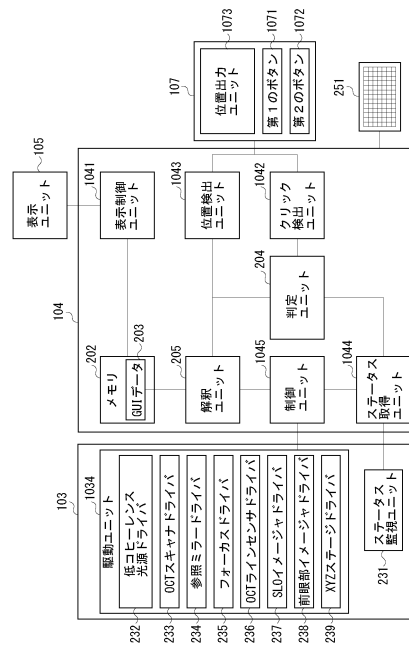 103
1034
駆動ユニット
232
低コヒーレンス
光源ドライバ
233
OCTスキャナドライバ
234
参照ミラードライバ
235
フォーカスドライバ
236
OCTラインセンサドライバ
237
SLOイメージャドライバ
238
前眼部イメージャドライバ
239
XYZステージドライバ
231
ステータス
監視ユニット
104
202
メモリ
203
GUIデータ
205
解釈
ユニット
1045
制御
ユニット
1044
ステータス
取得
ユニット
204
判定
ユニット
105
表示
ユニット
1041
表示制御
ユニット
1043
位置検出
ユニット
1042
クリック
検出
ユニット
107
1073
位置出力
ユニット
1071
第1のボタン
1072
第2のボタン
251